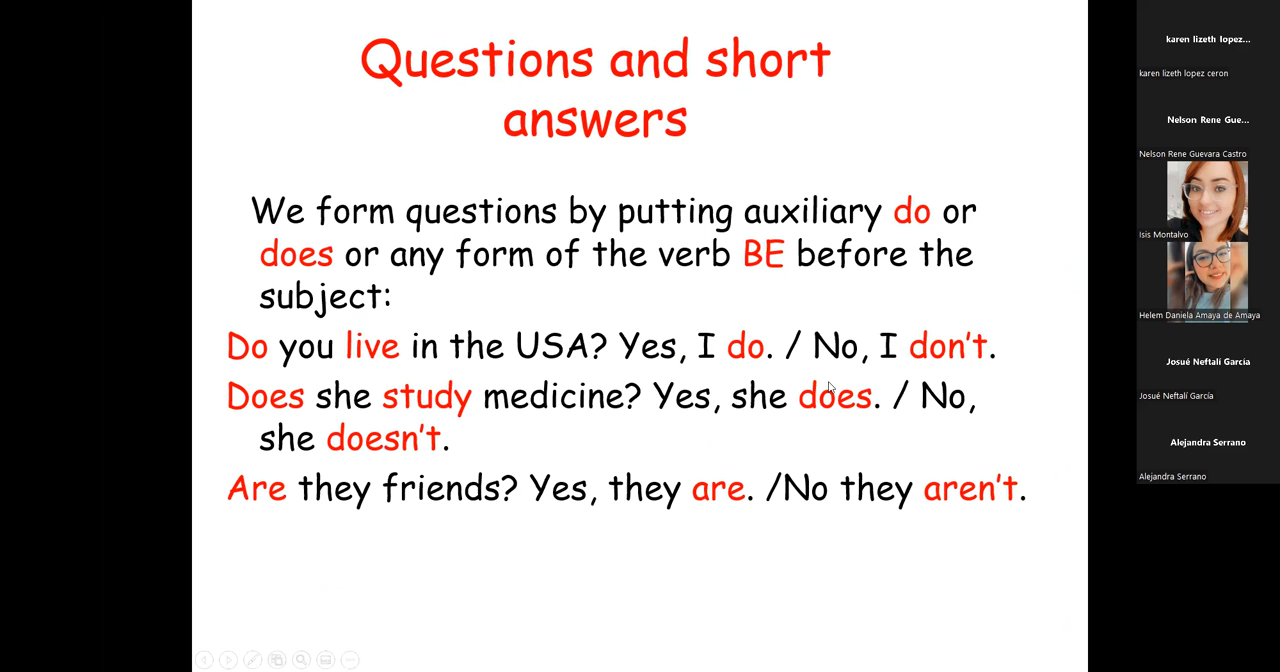 Questions and short
answers
We form questions by putting auxiliary do or
does or any form of the verb BE before the
subject:
Do you live in the USA? Yes, I do. / No, I don't.
Does she study medicine? Yes, she does. / No,
she doesn't.
Are they friends? Yes, they are. /No they aren't.
karen lizeth lopez...
karen lizeth lopez ceron
Nelson Rene Gue...
Nelson Rene Guevara Castro
Isis Montalvo
Helem Daniela Amaya de Amaya
Josué Neftalí Garcia
Josué Neftalí García
Alejandra Serrano
Alejandra Serrano